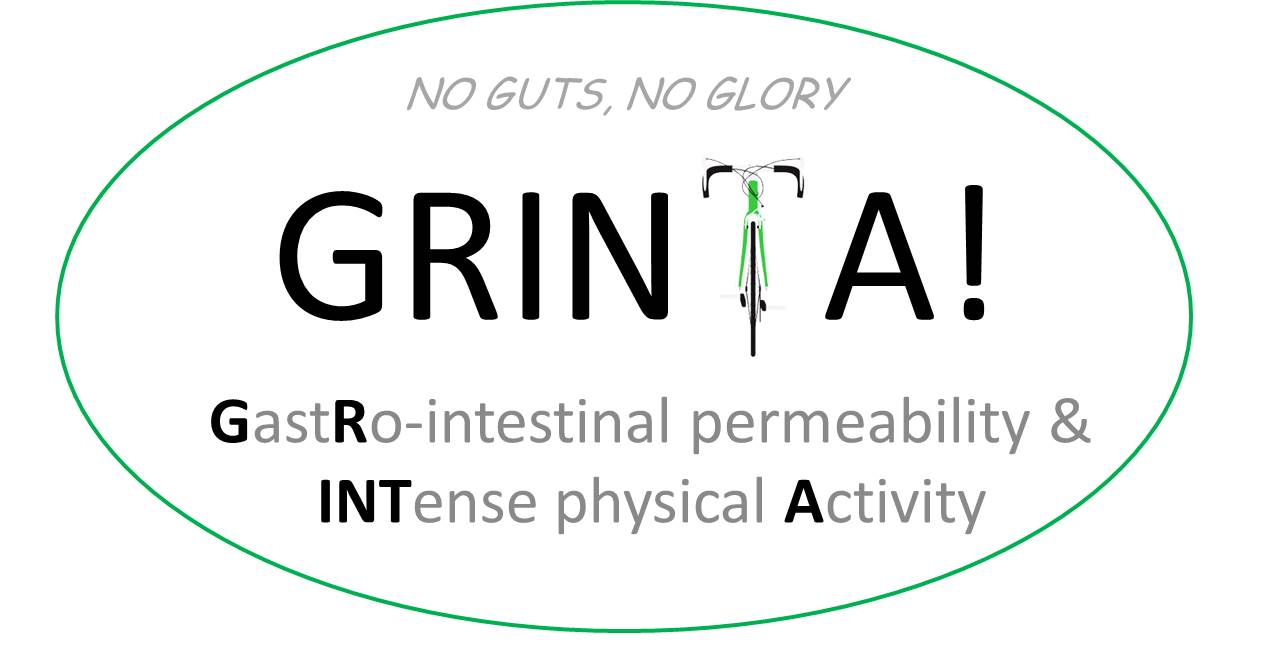 NO GUTS, NO GLORY
GRINTA!
GastRo-intestinal permeability &
INTense physical Activity